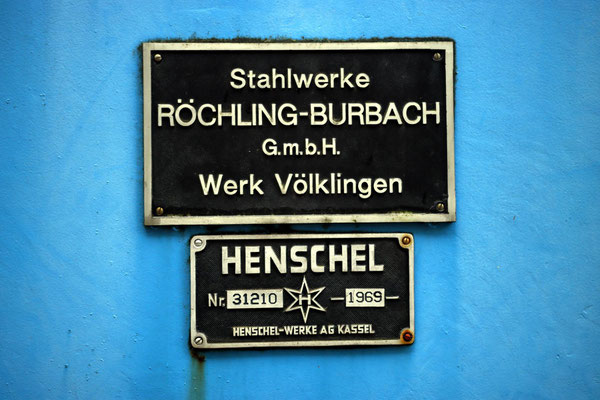 Stahlwerke
RÖCHLING-BURBACH
G.m.b.H.
Werk Völklingen
HENSCHEL
Nr. 31210 H —1969—
HENSCHEL-WERKE AG KASSEL